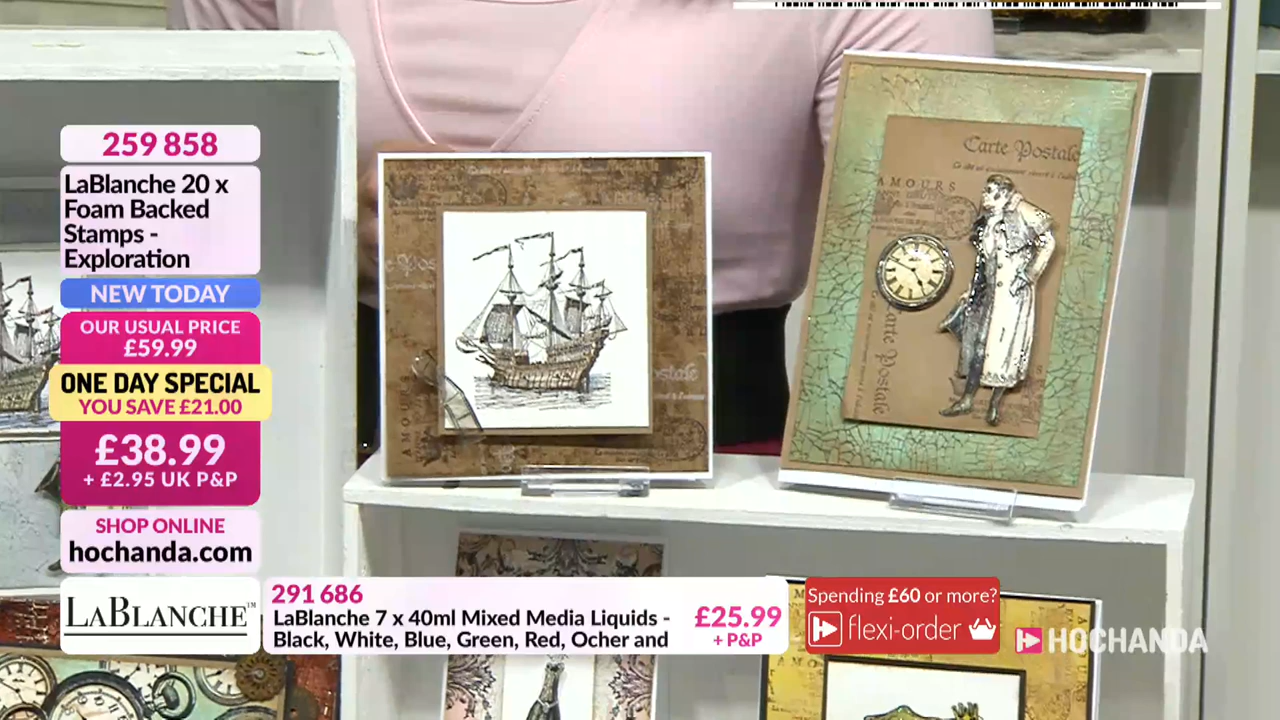 259 858
LaBlanche 20 x
Foam Backed
Stamps -
Exploration
NEW TODAY
OUR USUAL PRICE
£59.99
ONE DAY SPECIAL
YOU SAVE £21.00
£38.99
+ £2.95 UK P&P
SHOP ONLINE
hochanda.com
LABLANCHE™
291 686
LaBlanche 7 x 40ml Mixed Media Liquids -
Black, White, Blue, Green, Red, Ocher and
£25.99
+ P&P
Spending £60 or more?
flexi-order
HOCHANDA
Carte Postale
AMOURS
Carte Postale
AMOURS